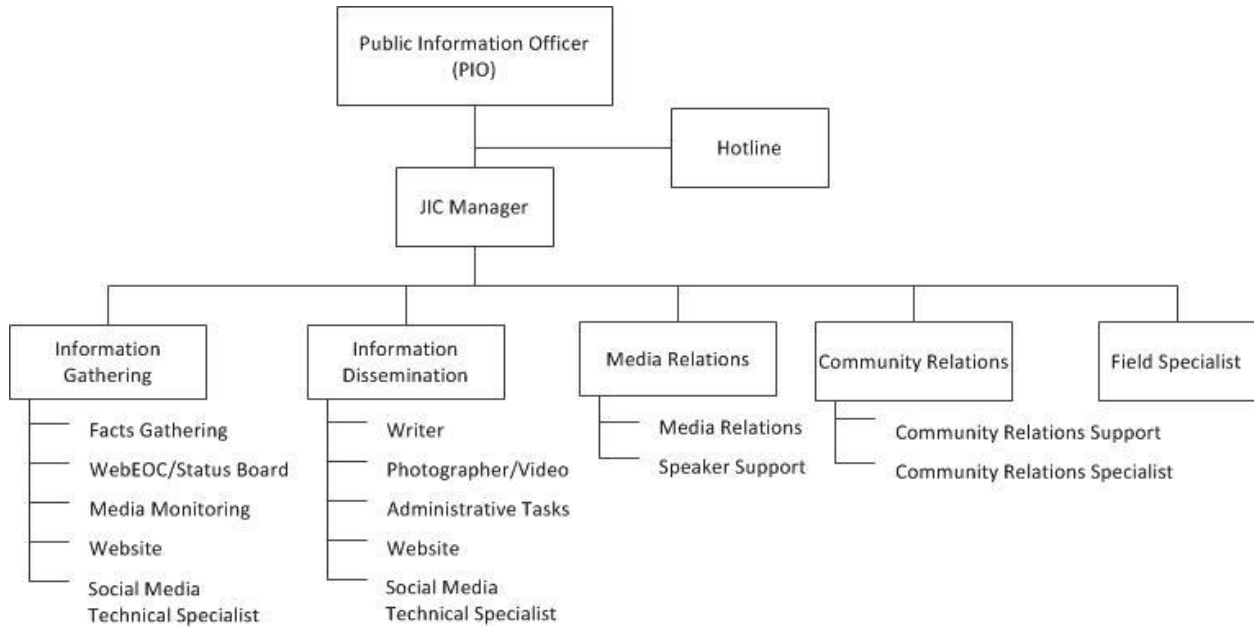 Public Information Officer
(PIO)
Hotline
JIC Manager
Information
Gathering
Information
Dissemination
Media Relations
Community Relations
Field Specialist
Facts Gathering
WebEOC/Status Board
Media Monitoring
Website
Social Media
Technical Specialist
Writer
Photographer/Video
Administrative Tasks
Website
Social Media
Technical Specialist
Media Relations
Speaker Support
Community Relations Support
Community Relations Specialist